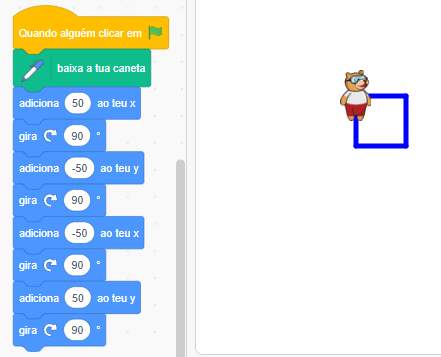 Quando alguém clicar em
baixa a tua caneta
adiciona 50 ao teu x
gira 90 °
adiciona -50 ao teu y
gira 90 °
adiciona -50 ao teu x
gira 90 °
adiciona 50 ao teu y
gira 90 °